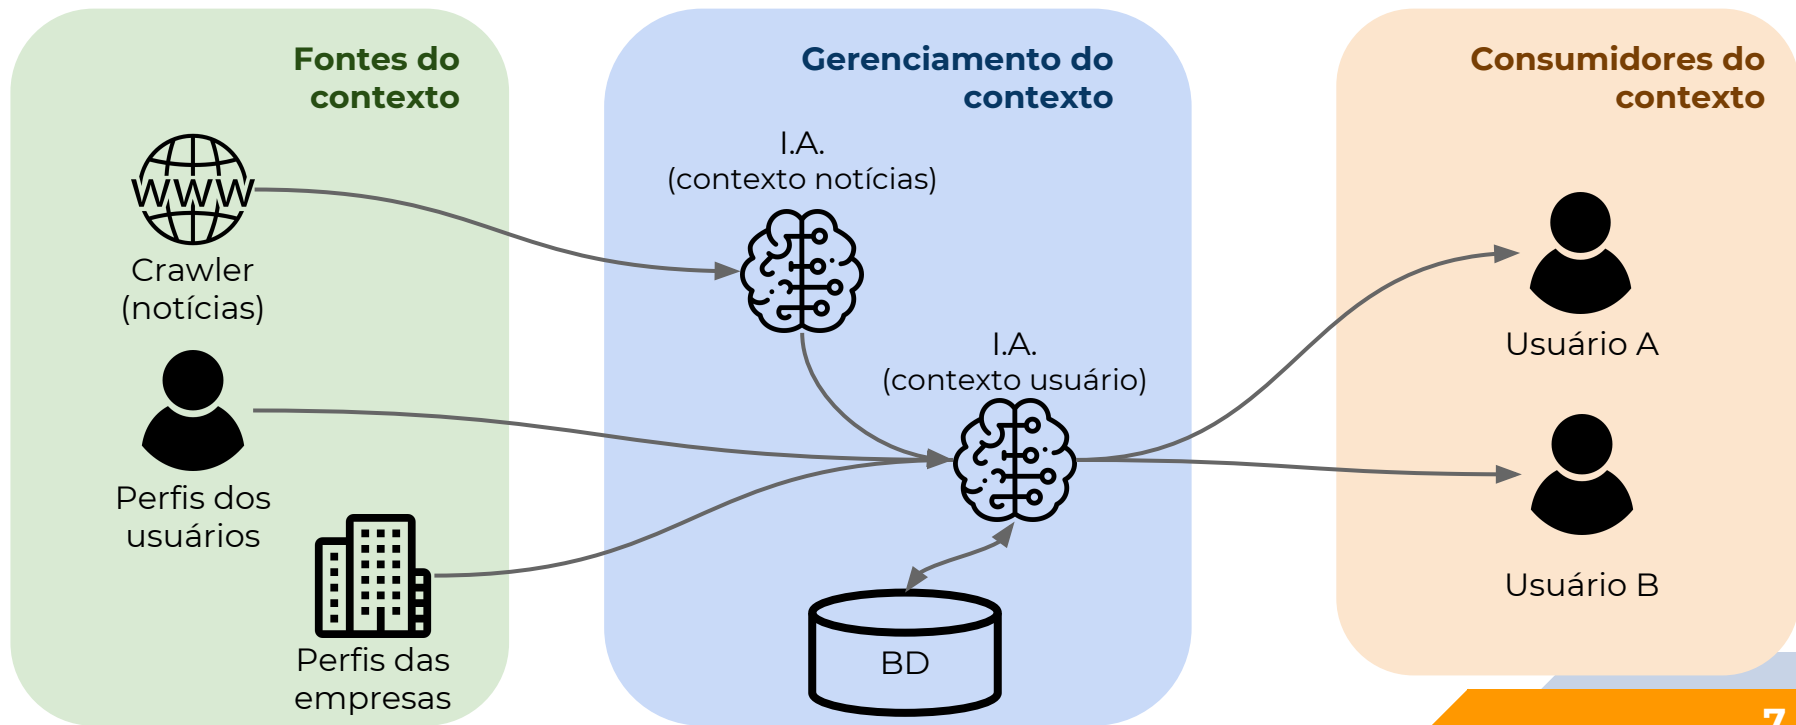 Fontes do
contexto
WWW
Crawler
(notícias)
Perfis dos
usuários
Perfis das
empresas
Gerenciamento do
contexto
I.A.
(contexto notícias)
I.A.
(contexto usuário)
BD
Consumidores do
contexto
Usuário A
Usuário B
7